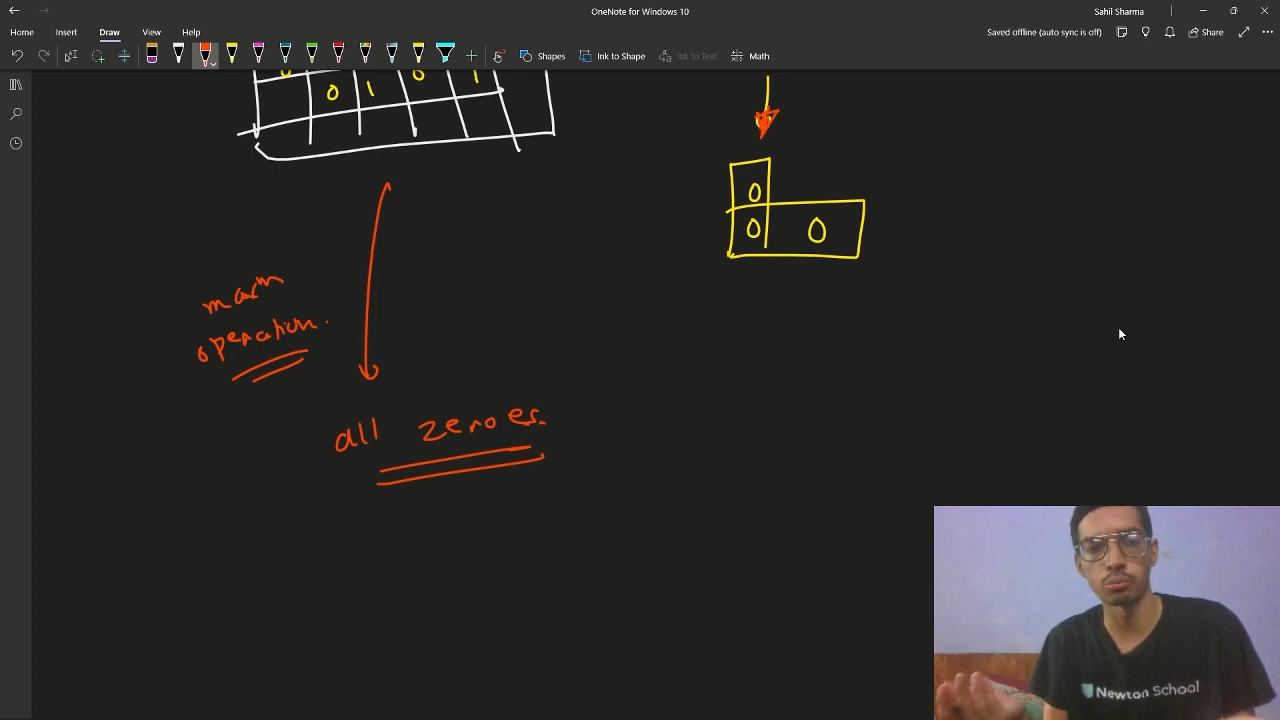 OneNote for Windows 10
Sahil Sharma
Home Insert Draw View Help
Saved offline (auto sync is off) Share
Shapes Ink to Shape Ink to Text Math
0 0 1
0 1
0
0 0
operation.
all zeroes.
Newton School